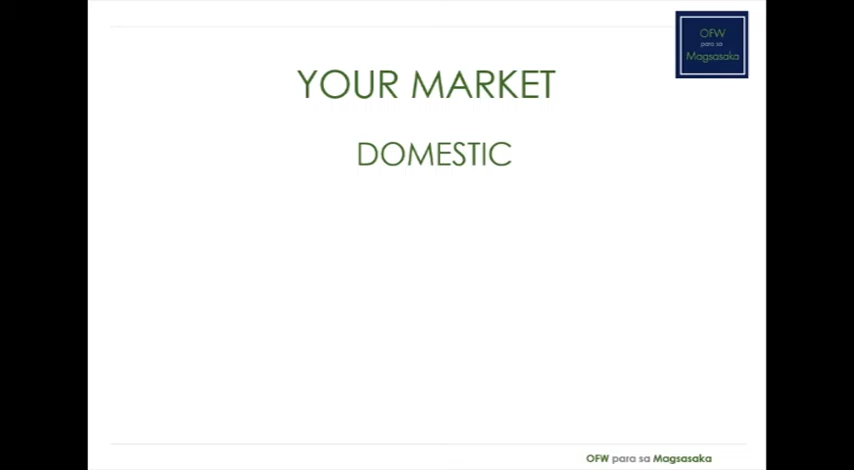 OFW
para sa
Magsasaka
YOUR MARKET
DOMESTIC
OFW para sa Magsasaka